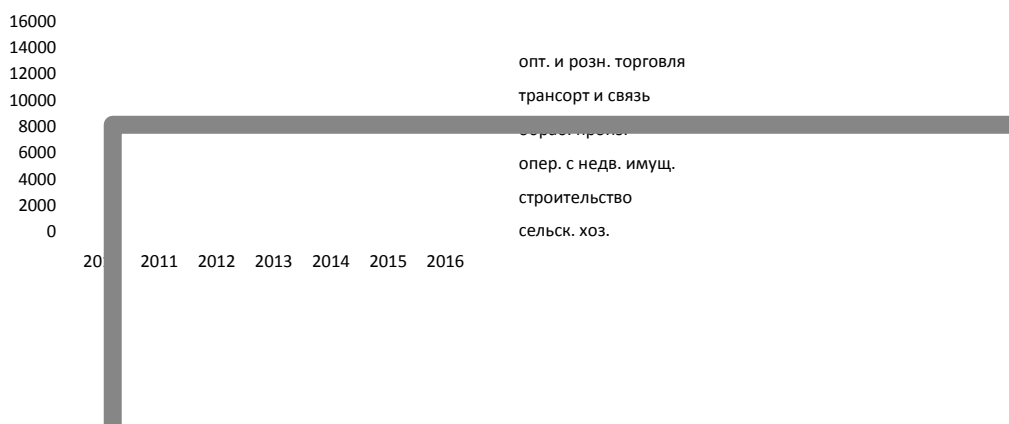 16000
14000
12000
10000
8000
6000
4000
2000
0
2011 2012 2013 2014 2015 2016
опт. и розн. торговля
трансорт и связь
опер. с недв. имущ.
строительство
сельск. хоз.